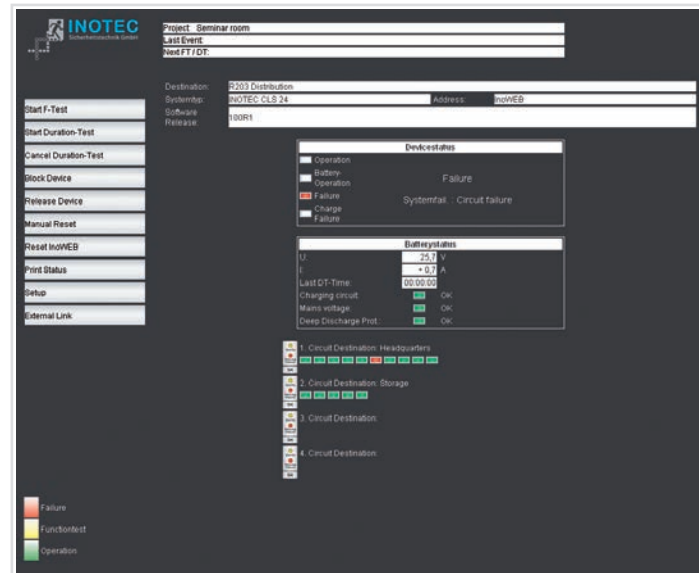 INOTEC
Sicherheitstechnik GmbH
Project: Seminar room
Last Event:
Next FT / DT:
Destination: R203 Distribution
Systemtyp: INOTEC CLS 24 Address: InoWEB
Software Release: 100R1
Start F-Test
Start Duration-Test
Cancel Duration-Test
Block Device
Release Device
Manual Reset
Reset InoWEB
Print Status
Setup
External Link
Devicestatus
Operation
Battery-Operation
Failure
Charge Failure
Failure
Systemfail. : Circuit failure
Batterystatus
U: 25,7 V
I: + 0,7 A
Last DT-Time: 00:00:00
Charging circuit: OK
Mains voltage: OK
Deep Discharge Prot.: OK
1. Circuit Destination: Headquarters
2. Circuit Destination: Storage
3. Circuit Destination:
4. Circuit Destination:
Failure
Functiontest
Operation